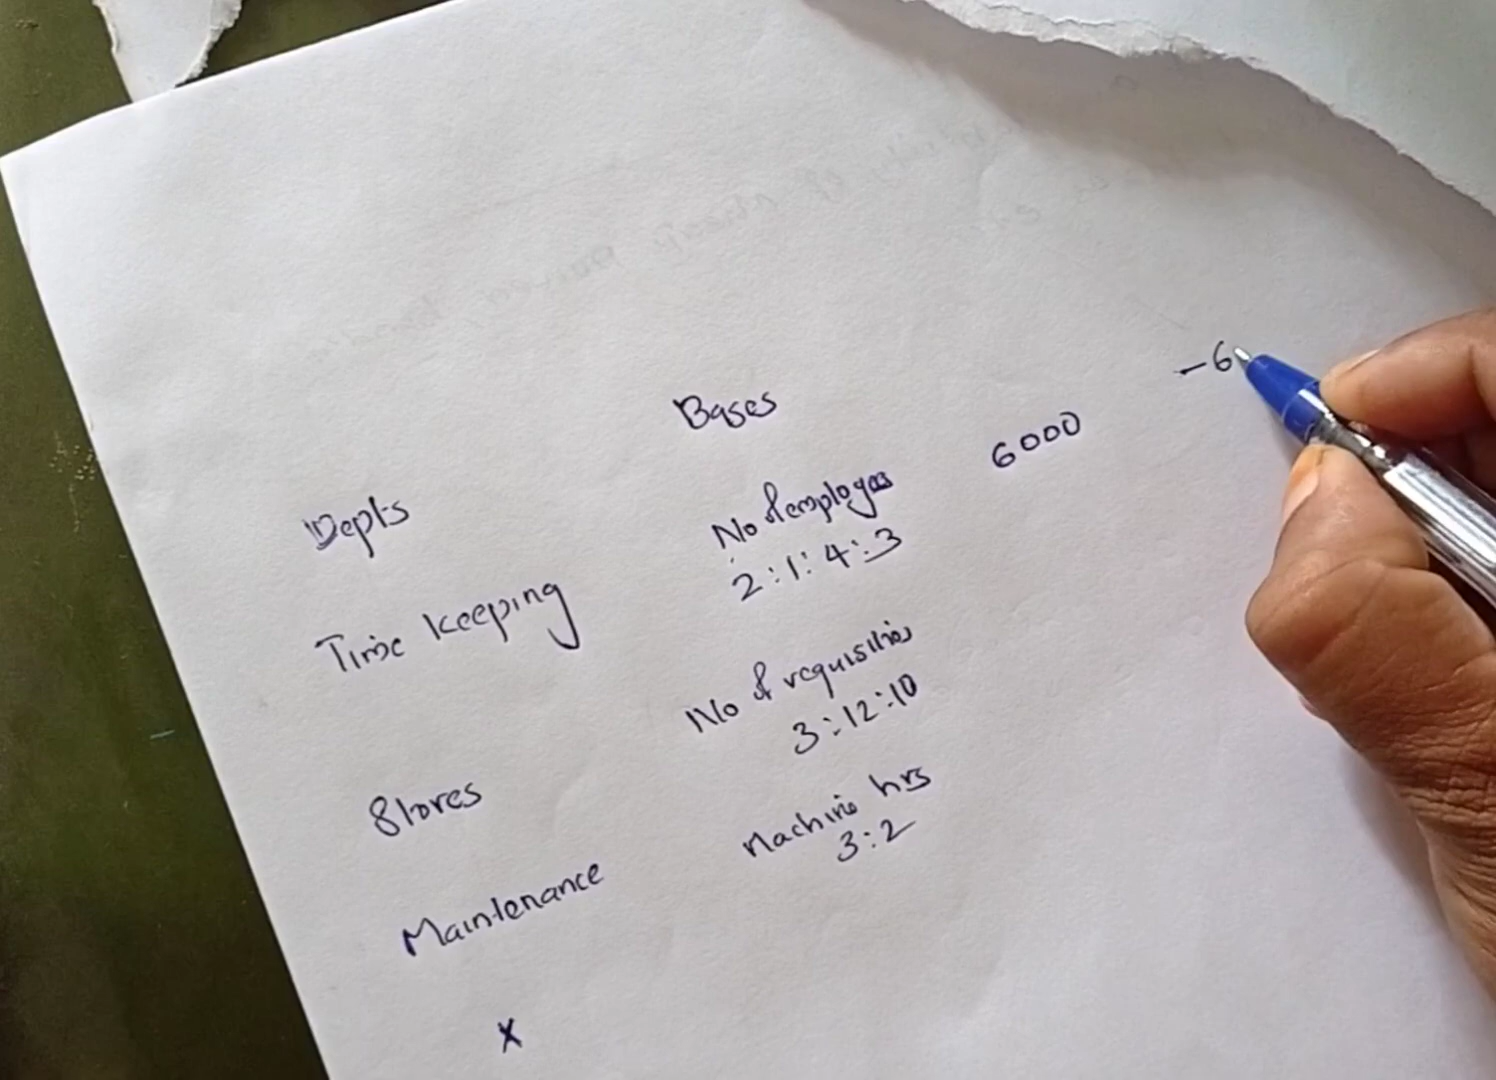 Bases
-6
Depts
No of employees
6000
2:1:4:3
Time keeping
No of requisition
3:12:10
Stores
Machine hrs
3:2
Maintenance
X